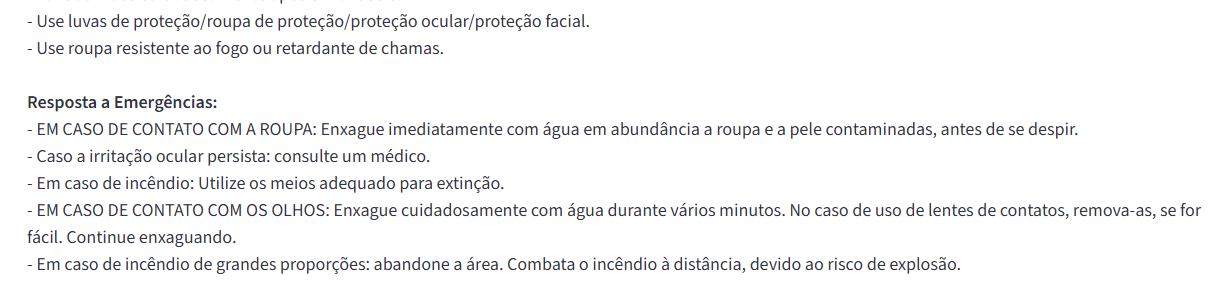 - Use luvas de proteção/roupa de proteção/proteção ocular/proteção facial.
- Use roupa resistente ao fogo ou retardante de chamas.
Resposta a Emergências:
- EM CASO DE CONTATO COM A ROUPA: Enxague imediatamente com água em abundância a roupa e a pele contaminadas, antes de se despir.
- Caso a irritação ocular persista: consulte um médico.
- Em caso de incêndio: Utilize os meios adequado para extinção.
- EM CASO DE CONTATO COM OS OLHOS: Enxague cuidadosamente com água durante vários minutos. No caso de uso de lentes de contatos, remova-as, se for
fácil. Continue enxaguando.
- Em caso de incêndio de grandes proporções: abandone a área. Combata o incêndio à distância, devido ao risco de explosão.